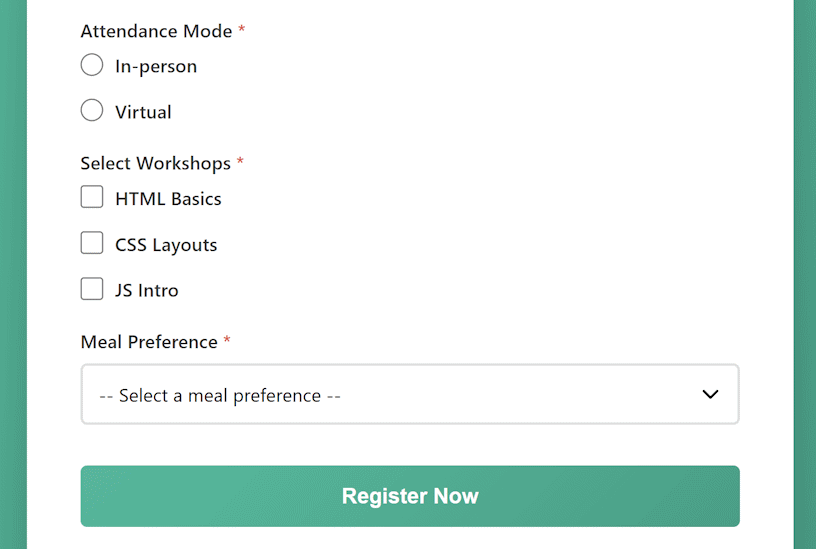 Attendance Mode *
In-person
Virtual
Select Workshops *
HTML Basics
CSS Layouts
JS Intro
Meal Preference *
-- Select a meal preference --
Register Now